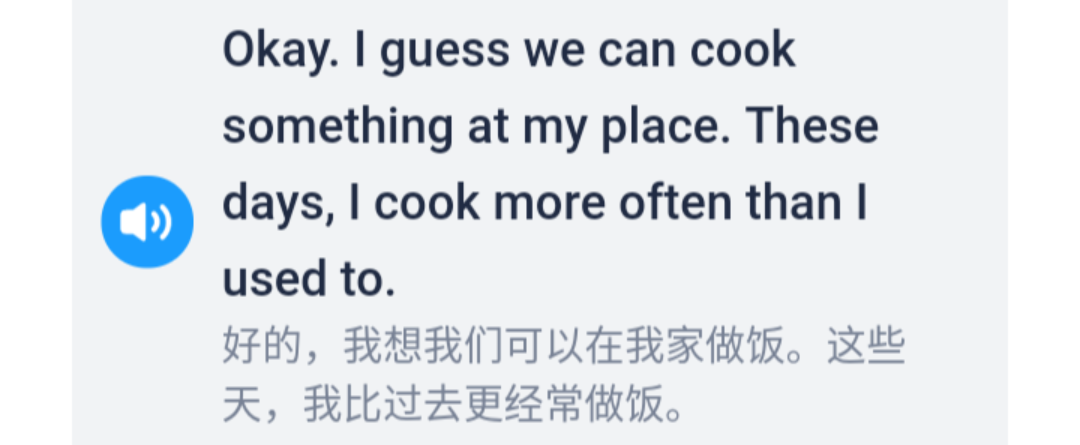 Okay. I guess we can cook
something at my place. These
days, I cook more often than I
used to.
好的，我想我们可以在我家做饭。这些
天，我比过去更经常做饭。